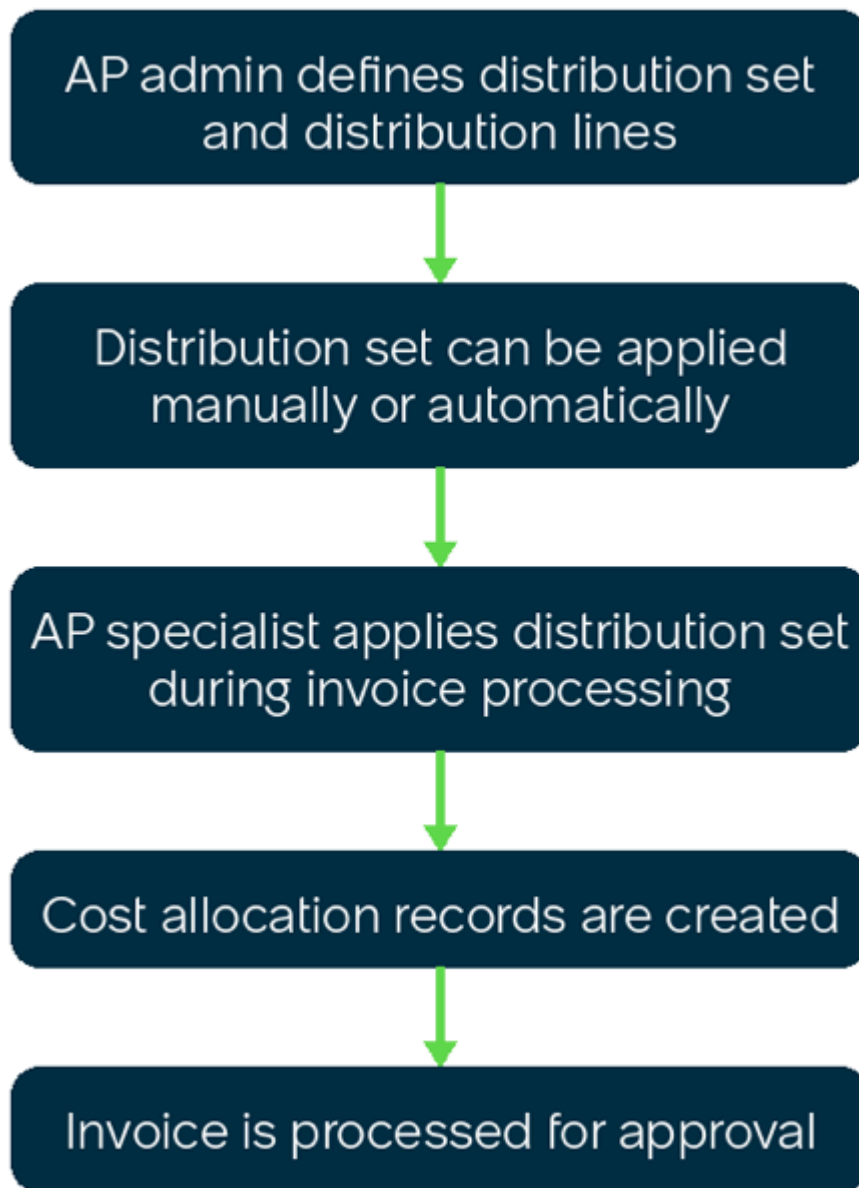 AP admin defines distribution set
and distribution lines
Distribution set can be applied
manually or automatically
AP specialist applies distribution set
during invoice processing
Cost allocation records are created
Invoice is processed for approval